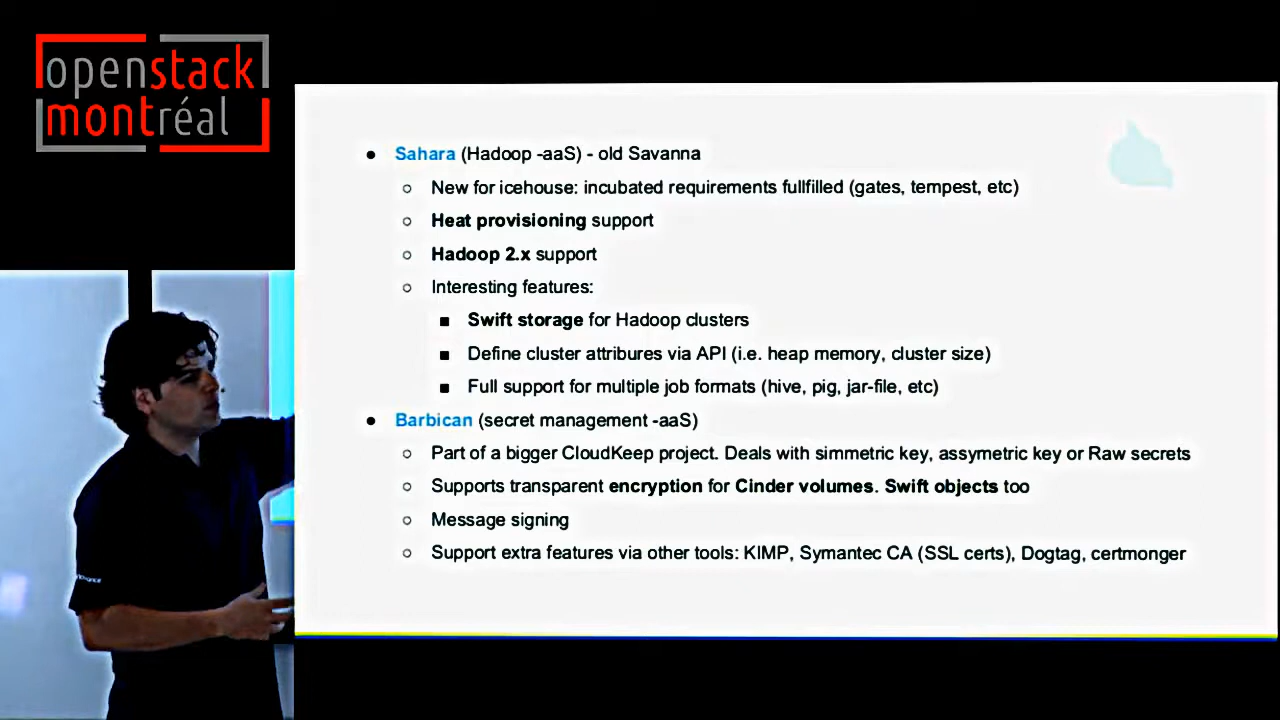 openstack
montréal
● Sahara (Hadoop -aaS) - old Savanna
○ New for icehouse: incubated requirements fullfilled (gates, tempest, etc)
○ Heat provisioning support
○ Hadoop 2.x support
○ Interesting features:
■ Swift storage for Hadoop clusters
■ Define cluster attribures via API (i.e. heap memory, cluster size)
■ Full support for multiple job formats (hive, pig, jar-file, etc)
● Barbican (secret management -aaS)
○ Part of a bigger CloudKeep project. Deals with simmetric key, assymetric key or Raw secrets
○ Supports transparent encryption for Cinder volumes. Swift objects too
○ Message signing
○ Support extra features via other tools: KIMP, Symantec CA (SSL certs), Dogtag, certmonger